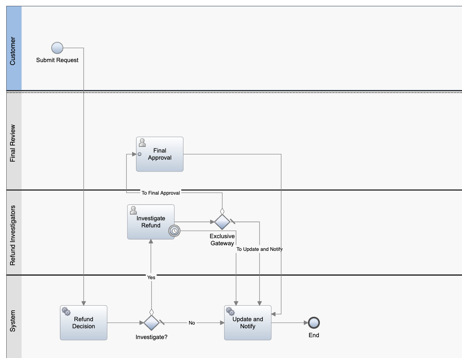 Customer
Submit Request
Final Review
Final
Approval
To Final Approval
Refund Investigators
Investigate
Refund
Exclusive
Gateway
To Update and Notify
Yes
System
Refund
Decision
Investigate?
No
Update and
Notify
End